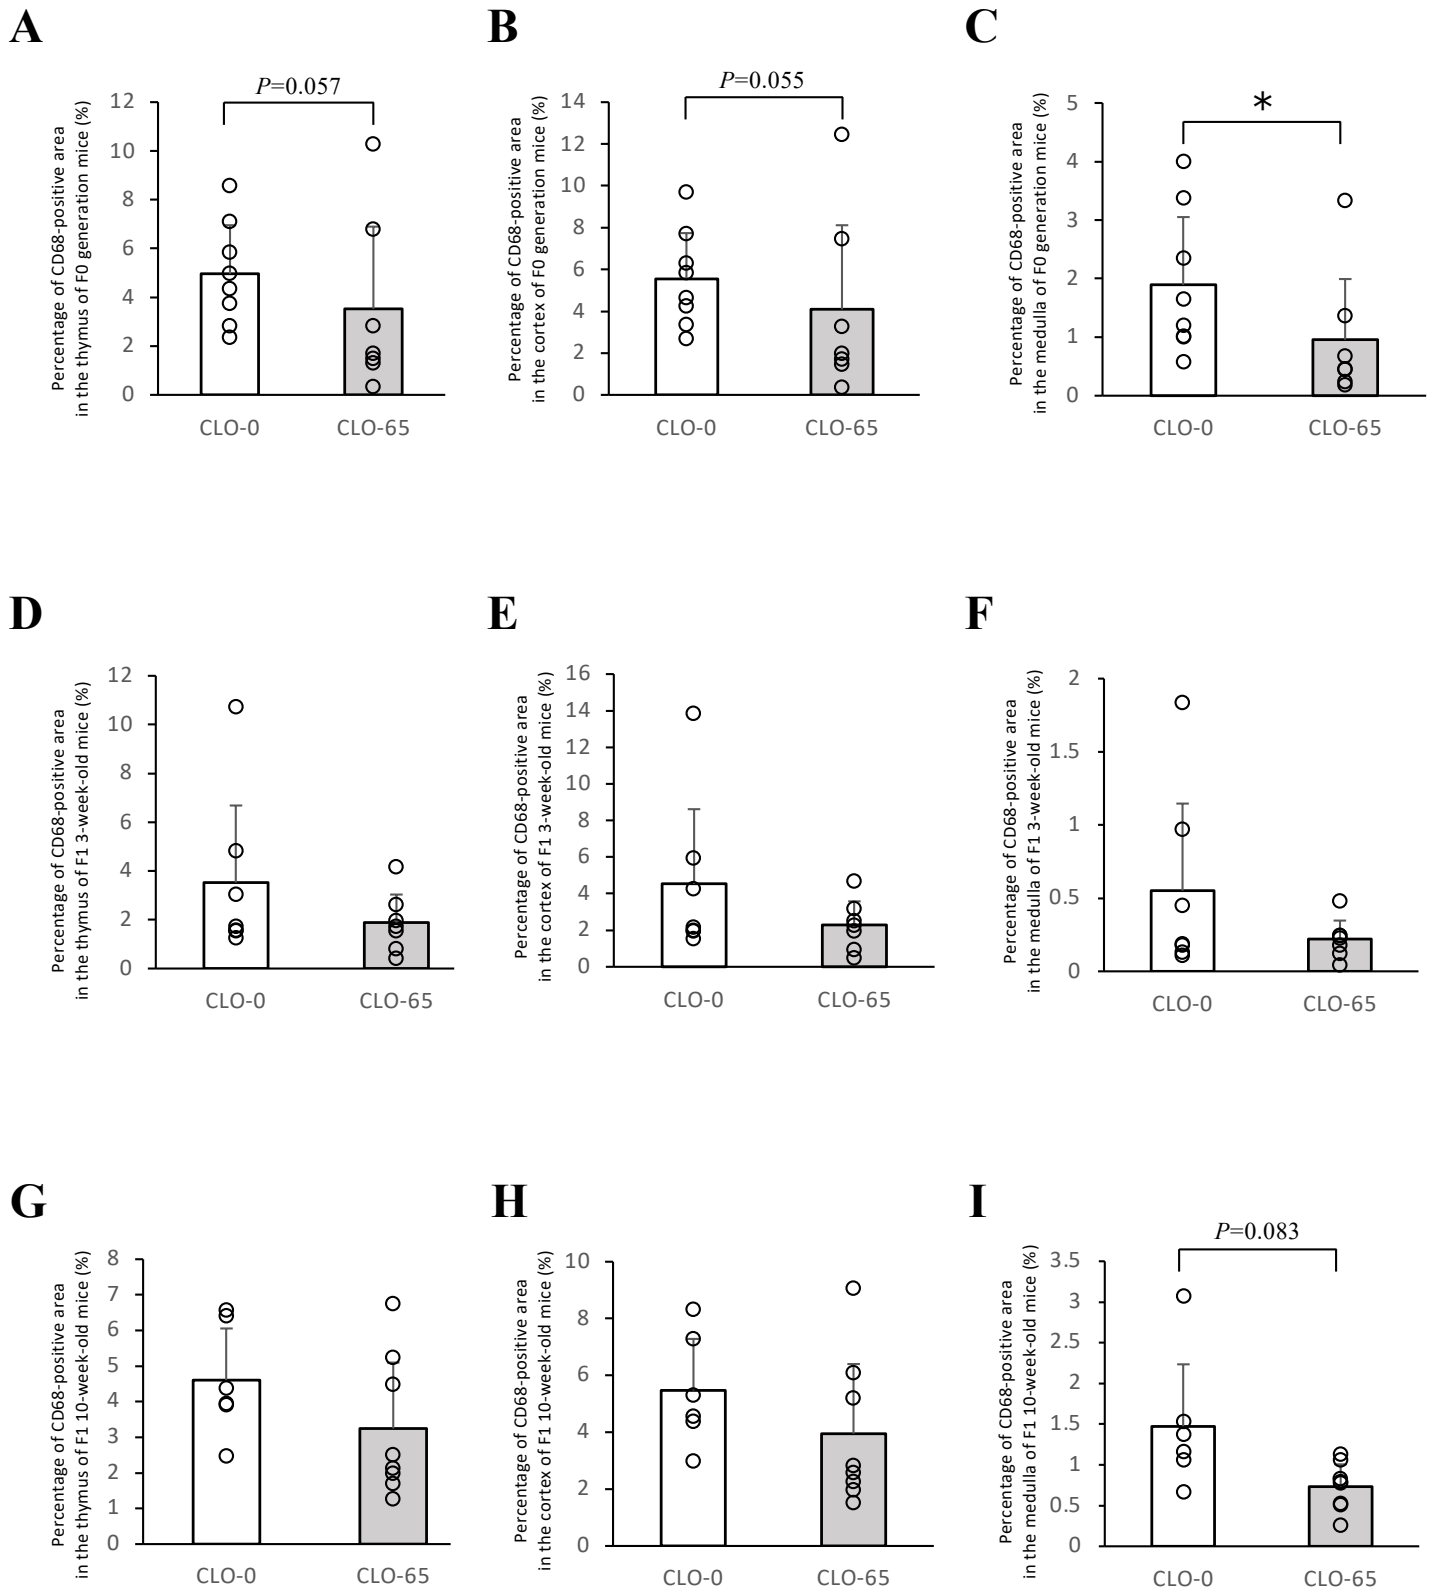 A
Percentage of CD68-positive area
in the thymus of F0 generation mice (%)
P=0.057
12
10
8
6
4
2
0
CLO-0 CLO-65
B
Percentage of CD68-positive area
in the cortex of F0 generation mice (%)
P=0.055
14
12
10
8
6
4
2
0
CLO-0 CLO-65
C
Percentage of CD68-positive area
in the medulla of F0 generation mice (%)
*
5
4
3
2
1
0
CLO-0 CLO-65
D
Percentage of CD68-positive area
in the thymus of F1 3-week-old mice (%)
12
10
8
6
4
2
0
CLO-0 CLO-65
E
Percentage of CD68-positive area
in the cortex of F1 3-week-old mice (%)
16
14
12
10
8
6
4
2
0
CLO-0 CLO-65
F
Percentage of CD68-positive area
in the medulla of F1 3-week-old mice (%)
2
1.5
1
0.5
0
CLO-0 CLO-65
G
Percentage of CD68-positive area
in the thymus of F1 10-week-old mice (%)
8
7
6
5
4
3
2
1
0
CLO-0 CLO-65
H
Percentage of CD68-positive area
in the cortex of F1 10-week-old mice (%)
10
8
6
4
2
0
CLO-0 CLO-65
I
Percentage of CD68-positive area
in the medulla of F1 10-week-old mice (%)
P=0.083
3.5
3
2.5
2
1.5
1
0.5
0
CLO-0 CLO-65